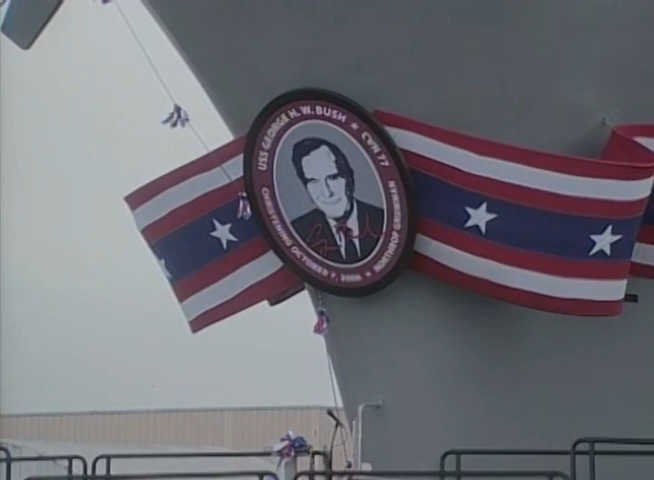 USS GEORGE H.W. BUSH ★ CVN 77
CHRISTENING OCTOBER 7, 2006 ★ NORTHROP GRUMMAN